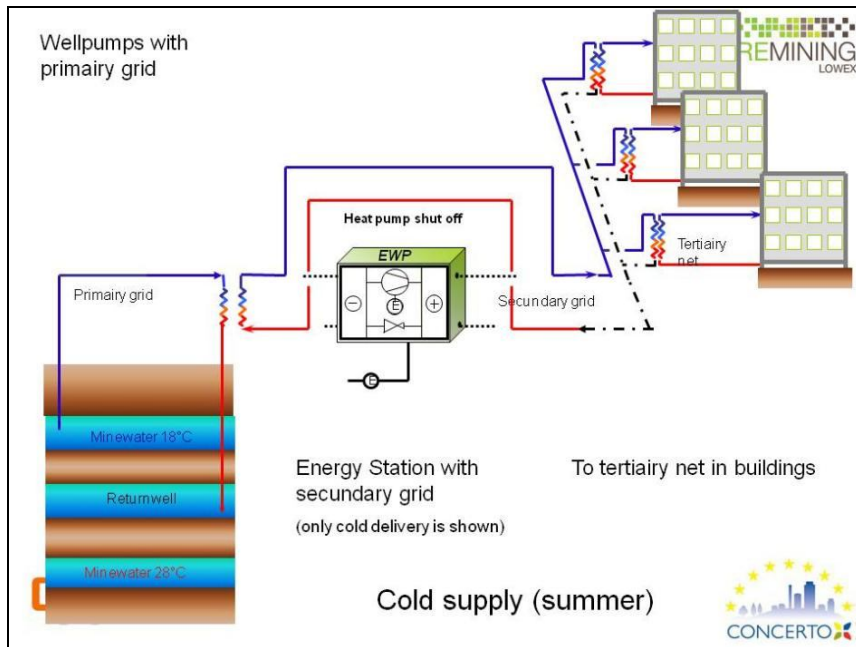 Wellpumps with
primairy grid
REMINING
LOWEX
Heat pump shut off
EWP
E
E
Primairy grid
Secundary grid
Tertiairy
net
Minewater 18°C
Returnwell
Minewater 28°C
Energy Station with
secundary grid
(only cold delivery is shown)
To tertiairy net in buildings
Cold supply (summer)
CONCERTO